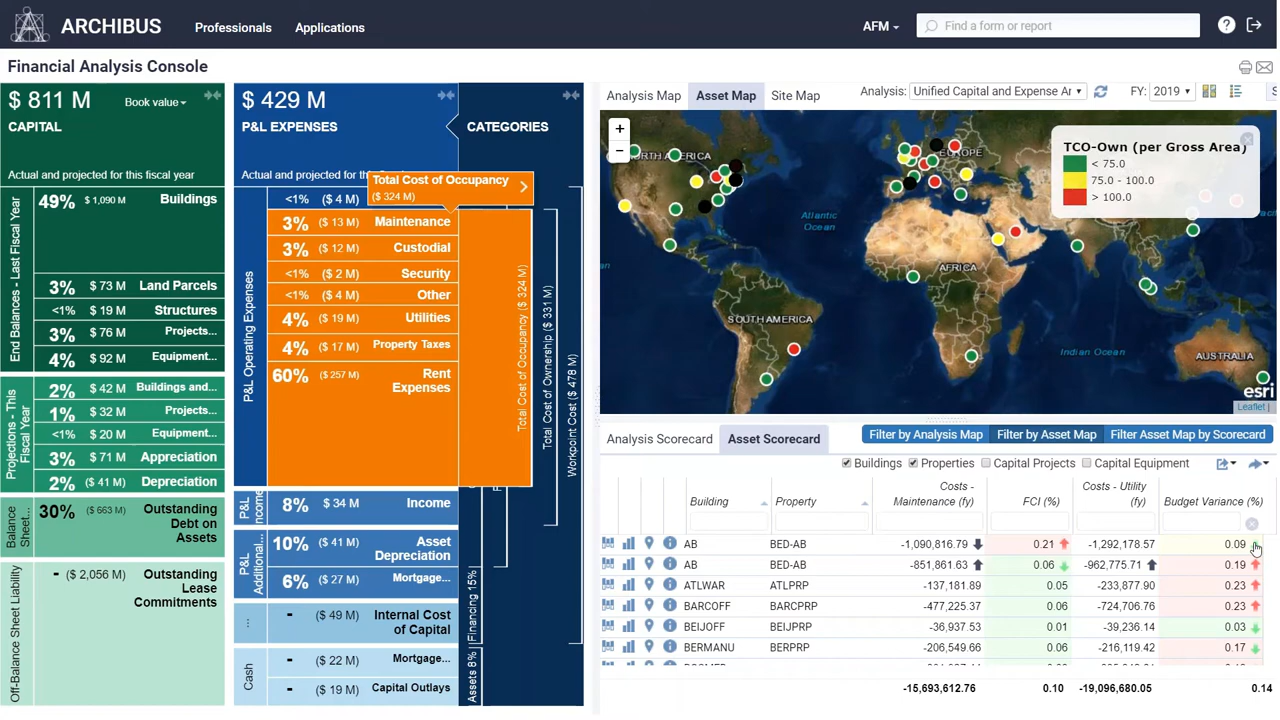 ARCHIBUS
Professionals
Applications
AFM
Find a form or report
?
Financial Analysis Console
$ 811 M
Book value
CAPITAL
Actual and projected for this fiscal year
End Balances - Last Fiscal Year
49% $ 1,090 M Buildings
3% $ 73 M Land Parcels
<1% $ 19 M Structures
3% $ 76 M Projects...
4% $ 92 M Equipment...
Projections - This Fiscal Year
2% $ 42 M Buildings and...
1% $ 32 M Projects...
<1% $ 20 M Equipment...
3% $ 71 M Appreciation
2% ($ 41 M) Depreciation
Balance Sheet...
30% ($ 663 M) Outstanding Debt on Assets
Off-Balance Sheet Liability
- ($ 2,056 M) Outstanding Lease Commitments
$ 429 M
P&L EXPENSES
Actual and projected for th
CATEGORIES
Total Cost of Occupancy
($ 324 M)
P&L Operating Expenses
<1% ($ 4 M)
3% ($ 13 M) Maintenance
3% ($ 12 M) Custodial
<1% ($ 2 M) Security
<1% ($ 4 M) Other
4% ($ 19 M) Utilities
4% ($ 17 M) Property Taxes
60% ($ 257 M) Rent Expenses
P&L Income
8% $ 34 M Income
P&L Additional...
10% ($ 41 M) Asset Depreciation
6% ($ 27 M) Mortgage...
...
- ($ 49 M) Internal Cost of Capital
Cash
- ($ 22 M) Mortgage...
- ($ 19 M) Capital Outlays
Total Cost of Occupancy ($ 324 M)
Total Cost of Ownership ($ 331 M)
Workpoint Cost ($ 478 M)
Financing 15%
Assets 8%
Analysis Map
Asset Map
Site Map
Analysis:
Unified Capital and Expense Ar
FY:
2019
+
-
NORTH AMERICA
EUROPE
Atlantic
Ocean
AFRICA
SOUTH AMERICA
Indian Ocean
AUSTRALIA
TCO-Own (per Gross Area)
< 75.0
75.0 - 100.0
> 100.0
esri
Leaflet |
Analysis Scorecard
Asset Scorecard
Filter by Analysis Map
Filter by Asset Map
Filter Asset Map by Scorecard
Buildings
Properties
Capital Projects
Capital Equipment
Building Property Costs - Maintenance (fy) FCI (%) Costs - Utility (fy) Budget Variance (%)
AB BED-AB -1,090,816.79 0.21 -1,292,178.57 0.09
AB BED-AB -851,861.63 0.06 -962,775.71 0.19
ATLWAR ATLPRP -137,181.89 0.05 -233,877.90 0.23
BARCOFF BARCPRP -477,225.37 0.06 -724,706.76 0.23
BEIJOFF BEIJPRP -36,937.53 0.01 -39,236.14 0.03
BERMANU BERPRP -206,549.66 0.06 -216,119.42 0.17
-15,693,612.76 0.10 -19,096,680.05 0.14